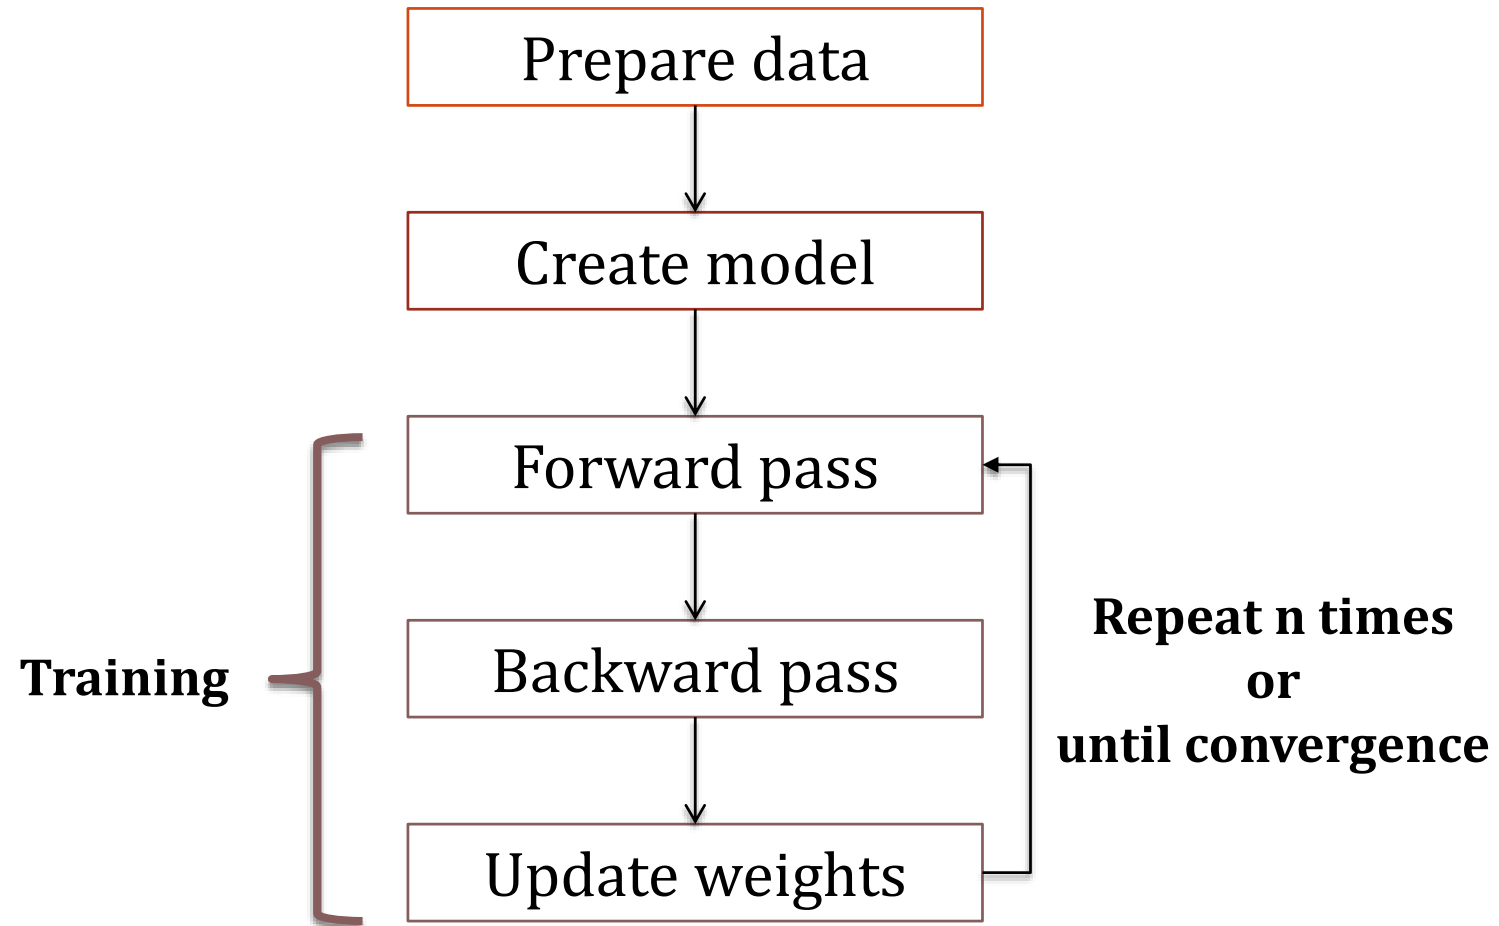 Prepare data
Create model
Forward pass
Backward pass
Update weights
Training
Repeat n times
or
until convergence